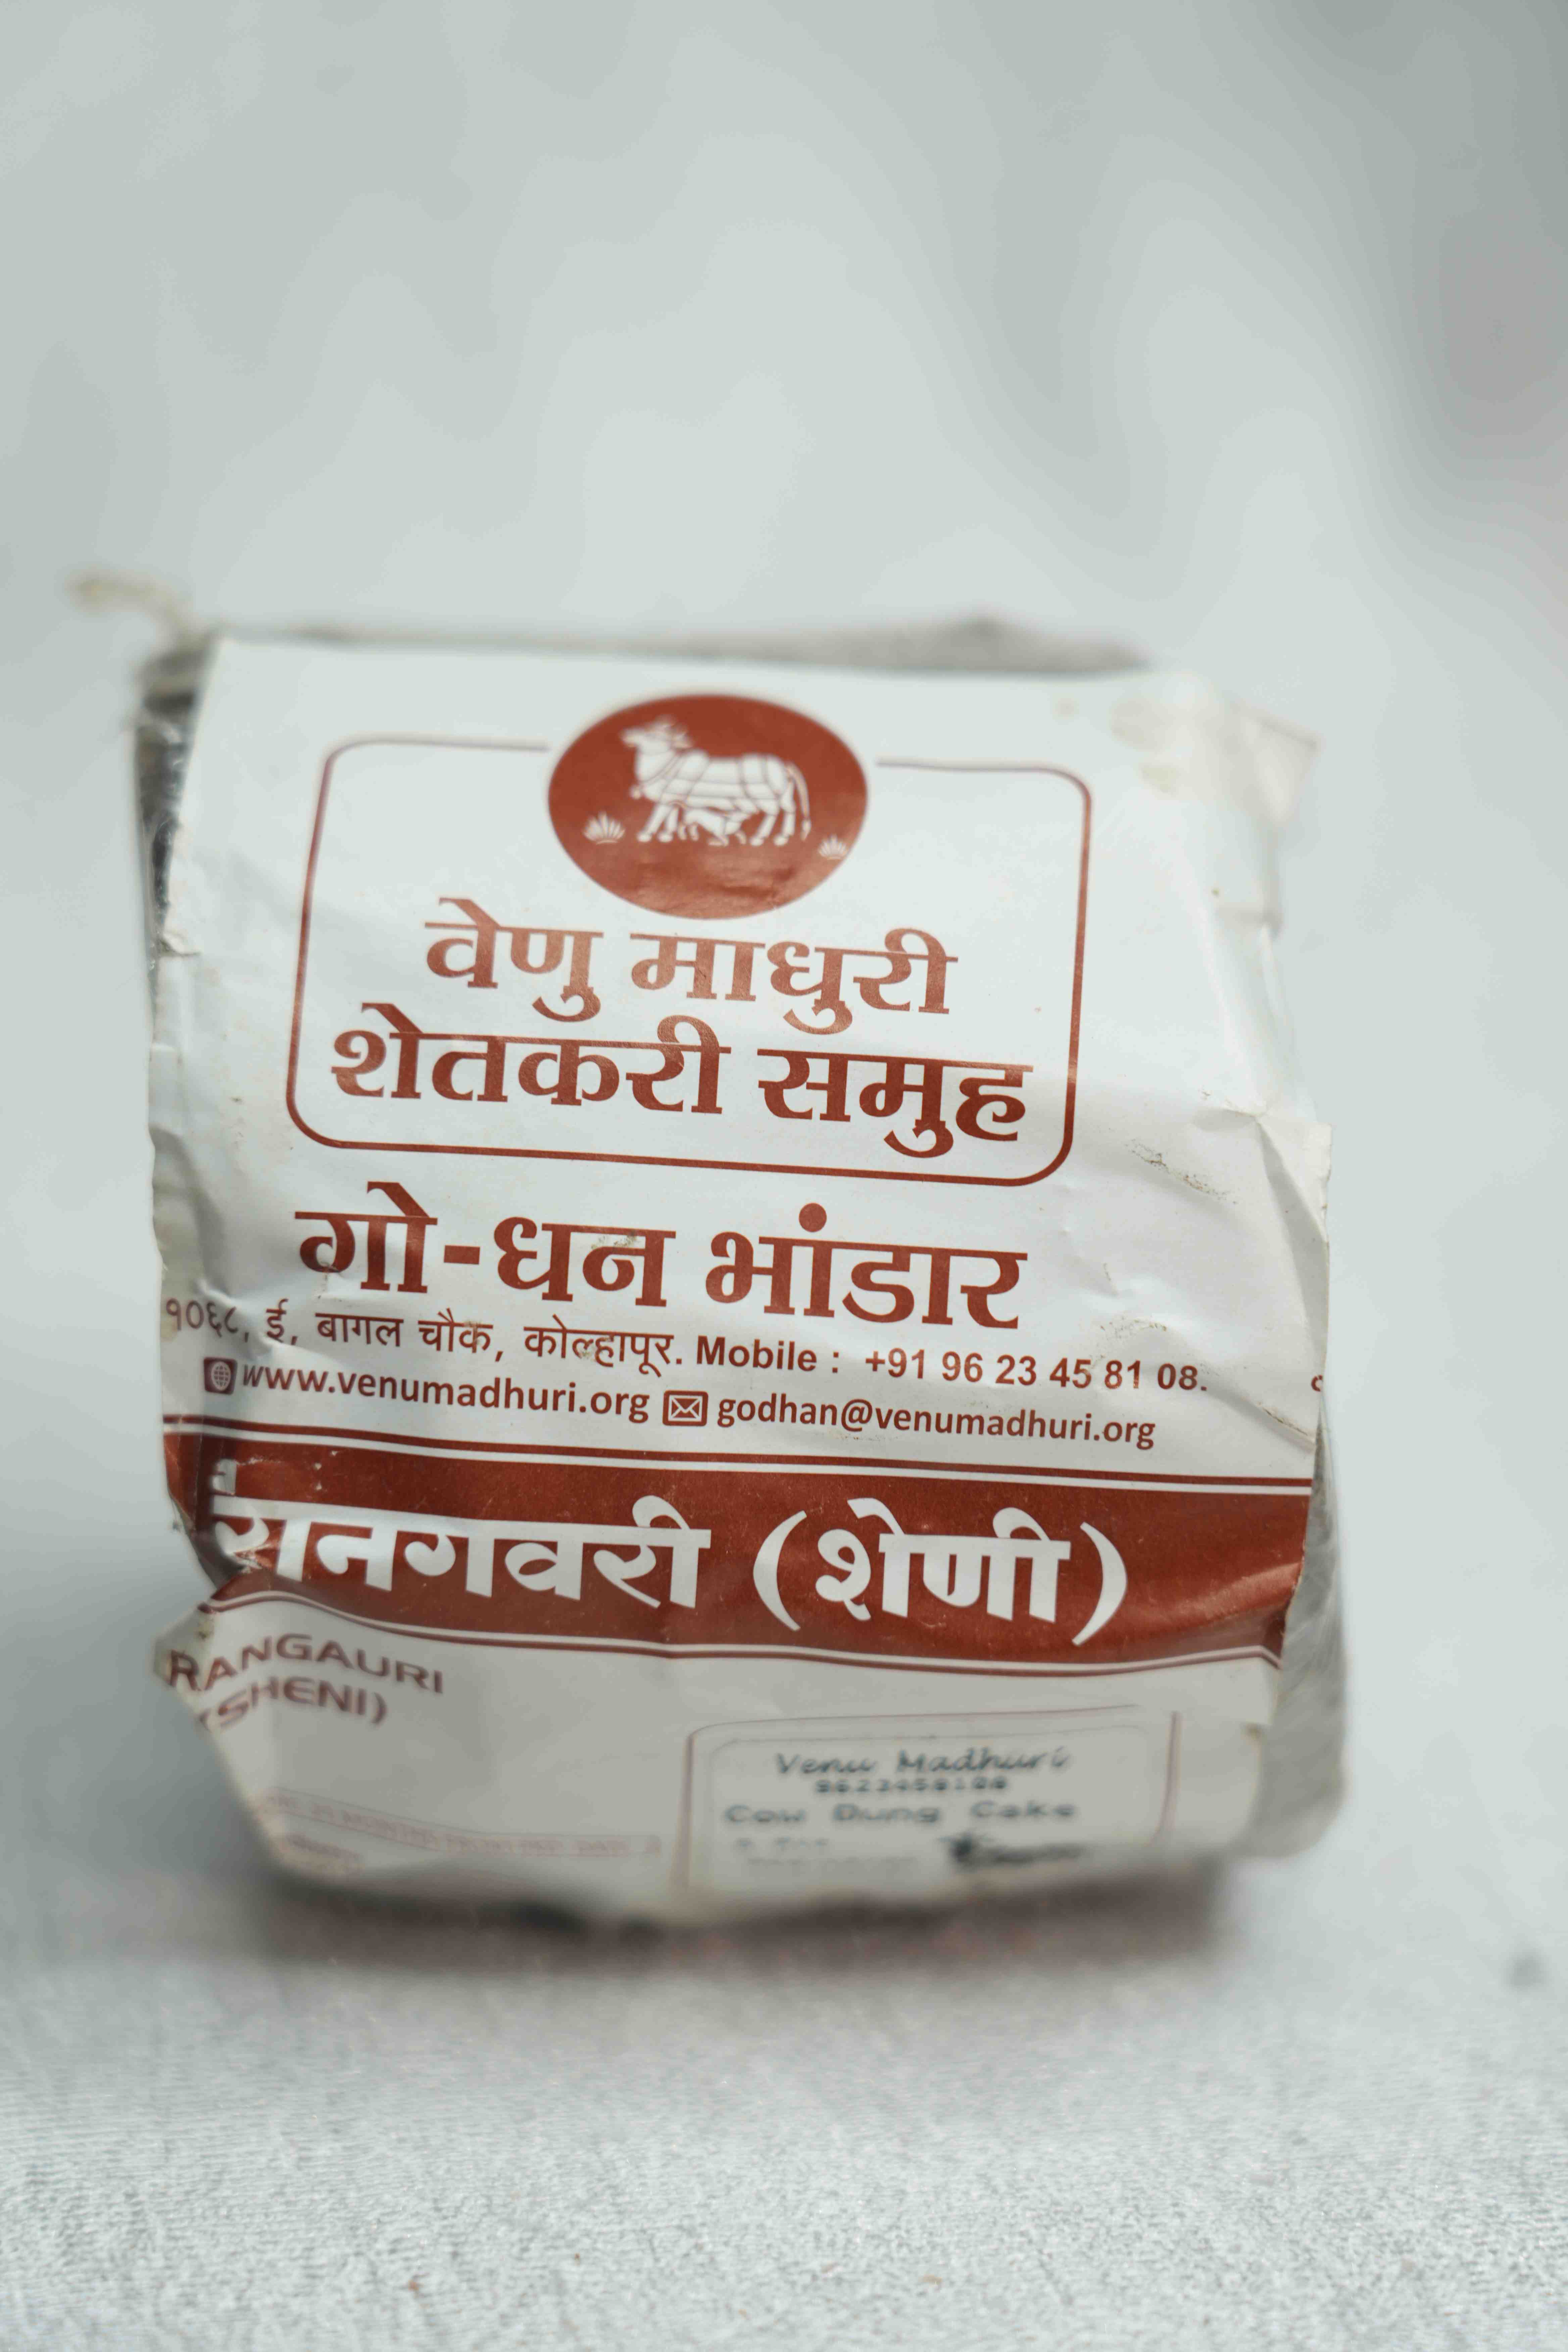 वेणु माधुरी
शेतकरी समुह
गो-धन भांडार
१०६८, ई, बागल चौक, कोल्हापूर. Mobile : +91 96 23 45 81 08.
www.venumadhuri.org godhan@venumadhuri.org
रानगवरी (शेणी)
RANGAURI
(SHENI)
Venu Madhuri
9623458108
Cow Dung Cake